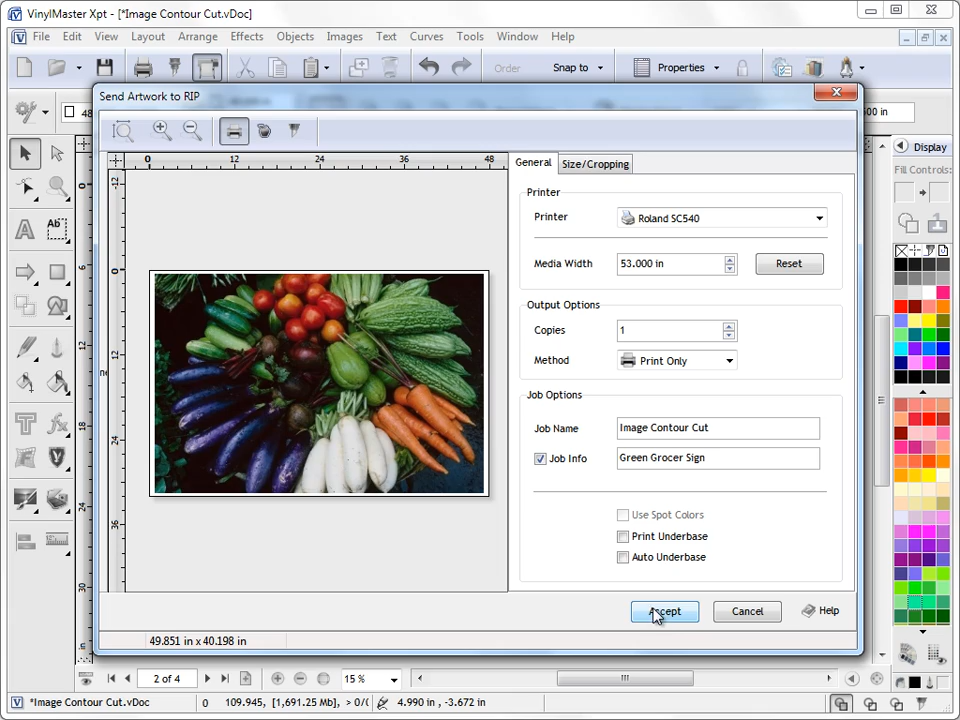 VinylMaster Xpt - [*Image Contour Cut.vDoc]
File Edit View Layout Arrange Effects Objects Images Text Curves Tools Window Help
Order Snap to Properties
Send Artwork to RIP
00 in
Display
Fill Controls:
0 12 24 36 48
General Size/Cropping
Printer
Printer Roland SC540
Media Width 53.000 in Reset
Output Options
Copies 1
Method Print Only
Job Options
Job Name Image Contour Cut
Job Info Green Grocer Sign
Use Spot Colors
Print Underbase
Auto Underbase
Accept Cancel Help
49.851 in x 40.198 in
2 of 4 15 %
*Image Contour Cut.vDoc 0 109.945, [1,691.25 Mb], > 0/( 4.990 in , -3.672 in